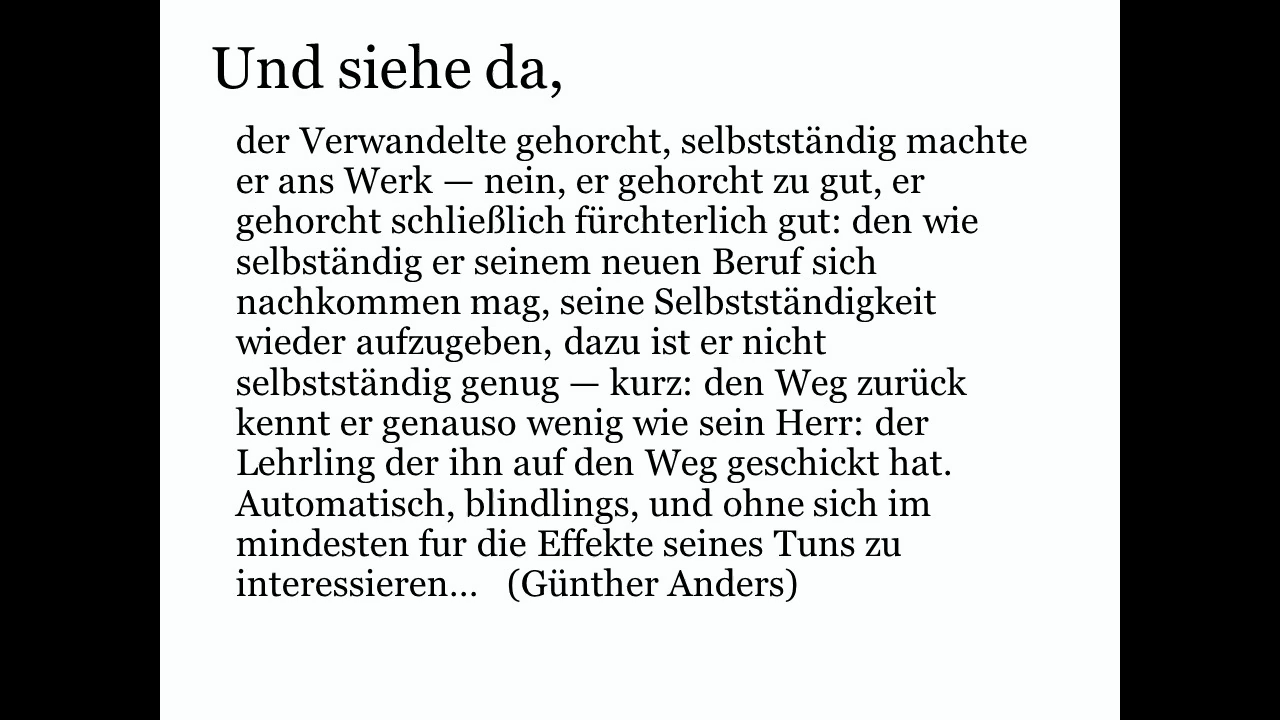 Und siehe da,
der Verwandelte gehorcht, selbstständig machte
er ans Werk — nein, er gehorcht zu gut, er
gehorcht schließlich fürchterlich gut: den wie
selbständig er seinem neuen Beruf sich
nachkommen mag, seine Selbstständigkeit
wieder aufzugeben, dazu ist er nicht
selbstständig genug — kurz: den Weg zurück
kennt er genauso wenig wie sein Herr: der
Lehrling der ihn auf den Weg geschickt hat.
Automatisch, blindlings, und ohne sich im
mindesten fur die Effekte seines Tuns zu
interessieren... (Günther Anders)